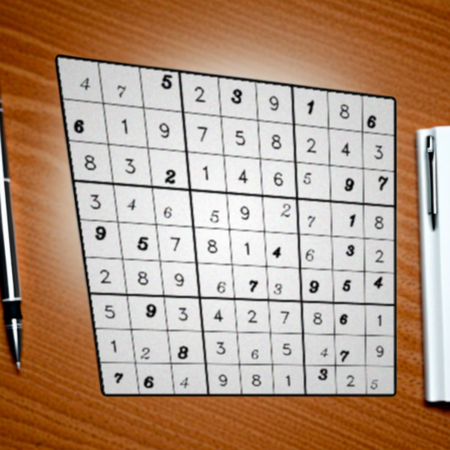 4 7 5 2 3 9 1 8 6
6 1 9 7 5 8 2 4 3
8 3 2 1 4 6 5 9 7
3 4 6 5 9 2 7 1 8
9 5 7 8 1 4 6 3 2
2 8 9 6 7 3 9 5 4
5 9 3 4 2 7 8 6 1
1 2 8 3 6 5 4 7 9
7 6 4 9 8 1 3 2 5